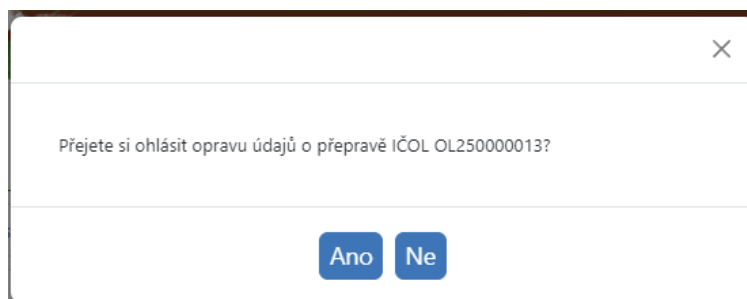 Přejete si ohlásit opravu údajů o přepravě IČOL OL250000013?
Ano Ne